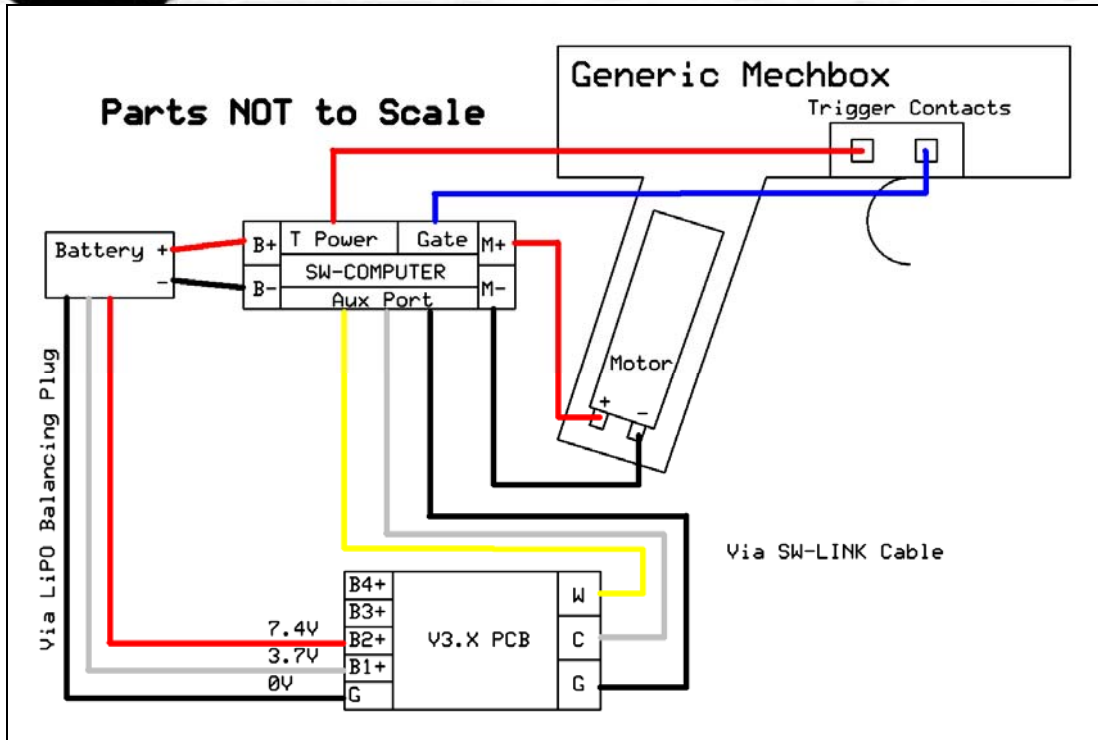 Generic Mechbox
Parts NOT to Scale
Trigger Contacts
Battery +
-
B+
T Power
Gate
M+
SW-COMPUTER
B-
Aux Port
M-
Motor
+
-
Via LiPO Balancing Plug
Via SW-LINK Cable
B4+
B3+
7.4V
B2+
3.7V
B1+
0V
G
V3.X PCB
W
C
G